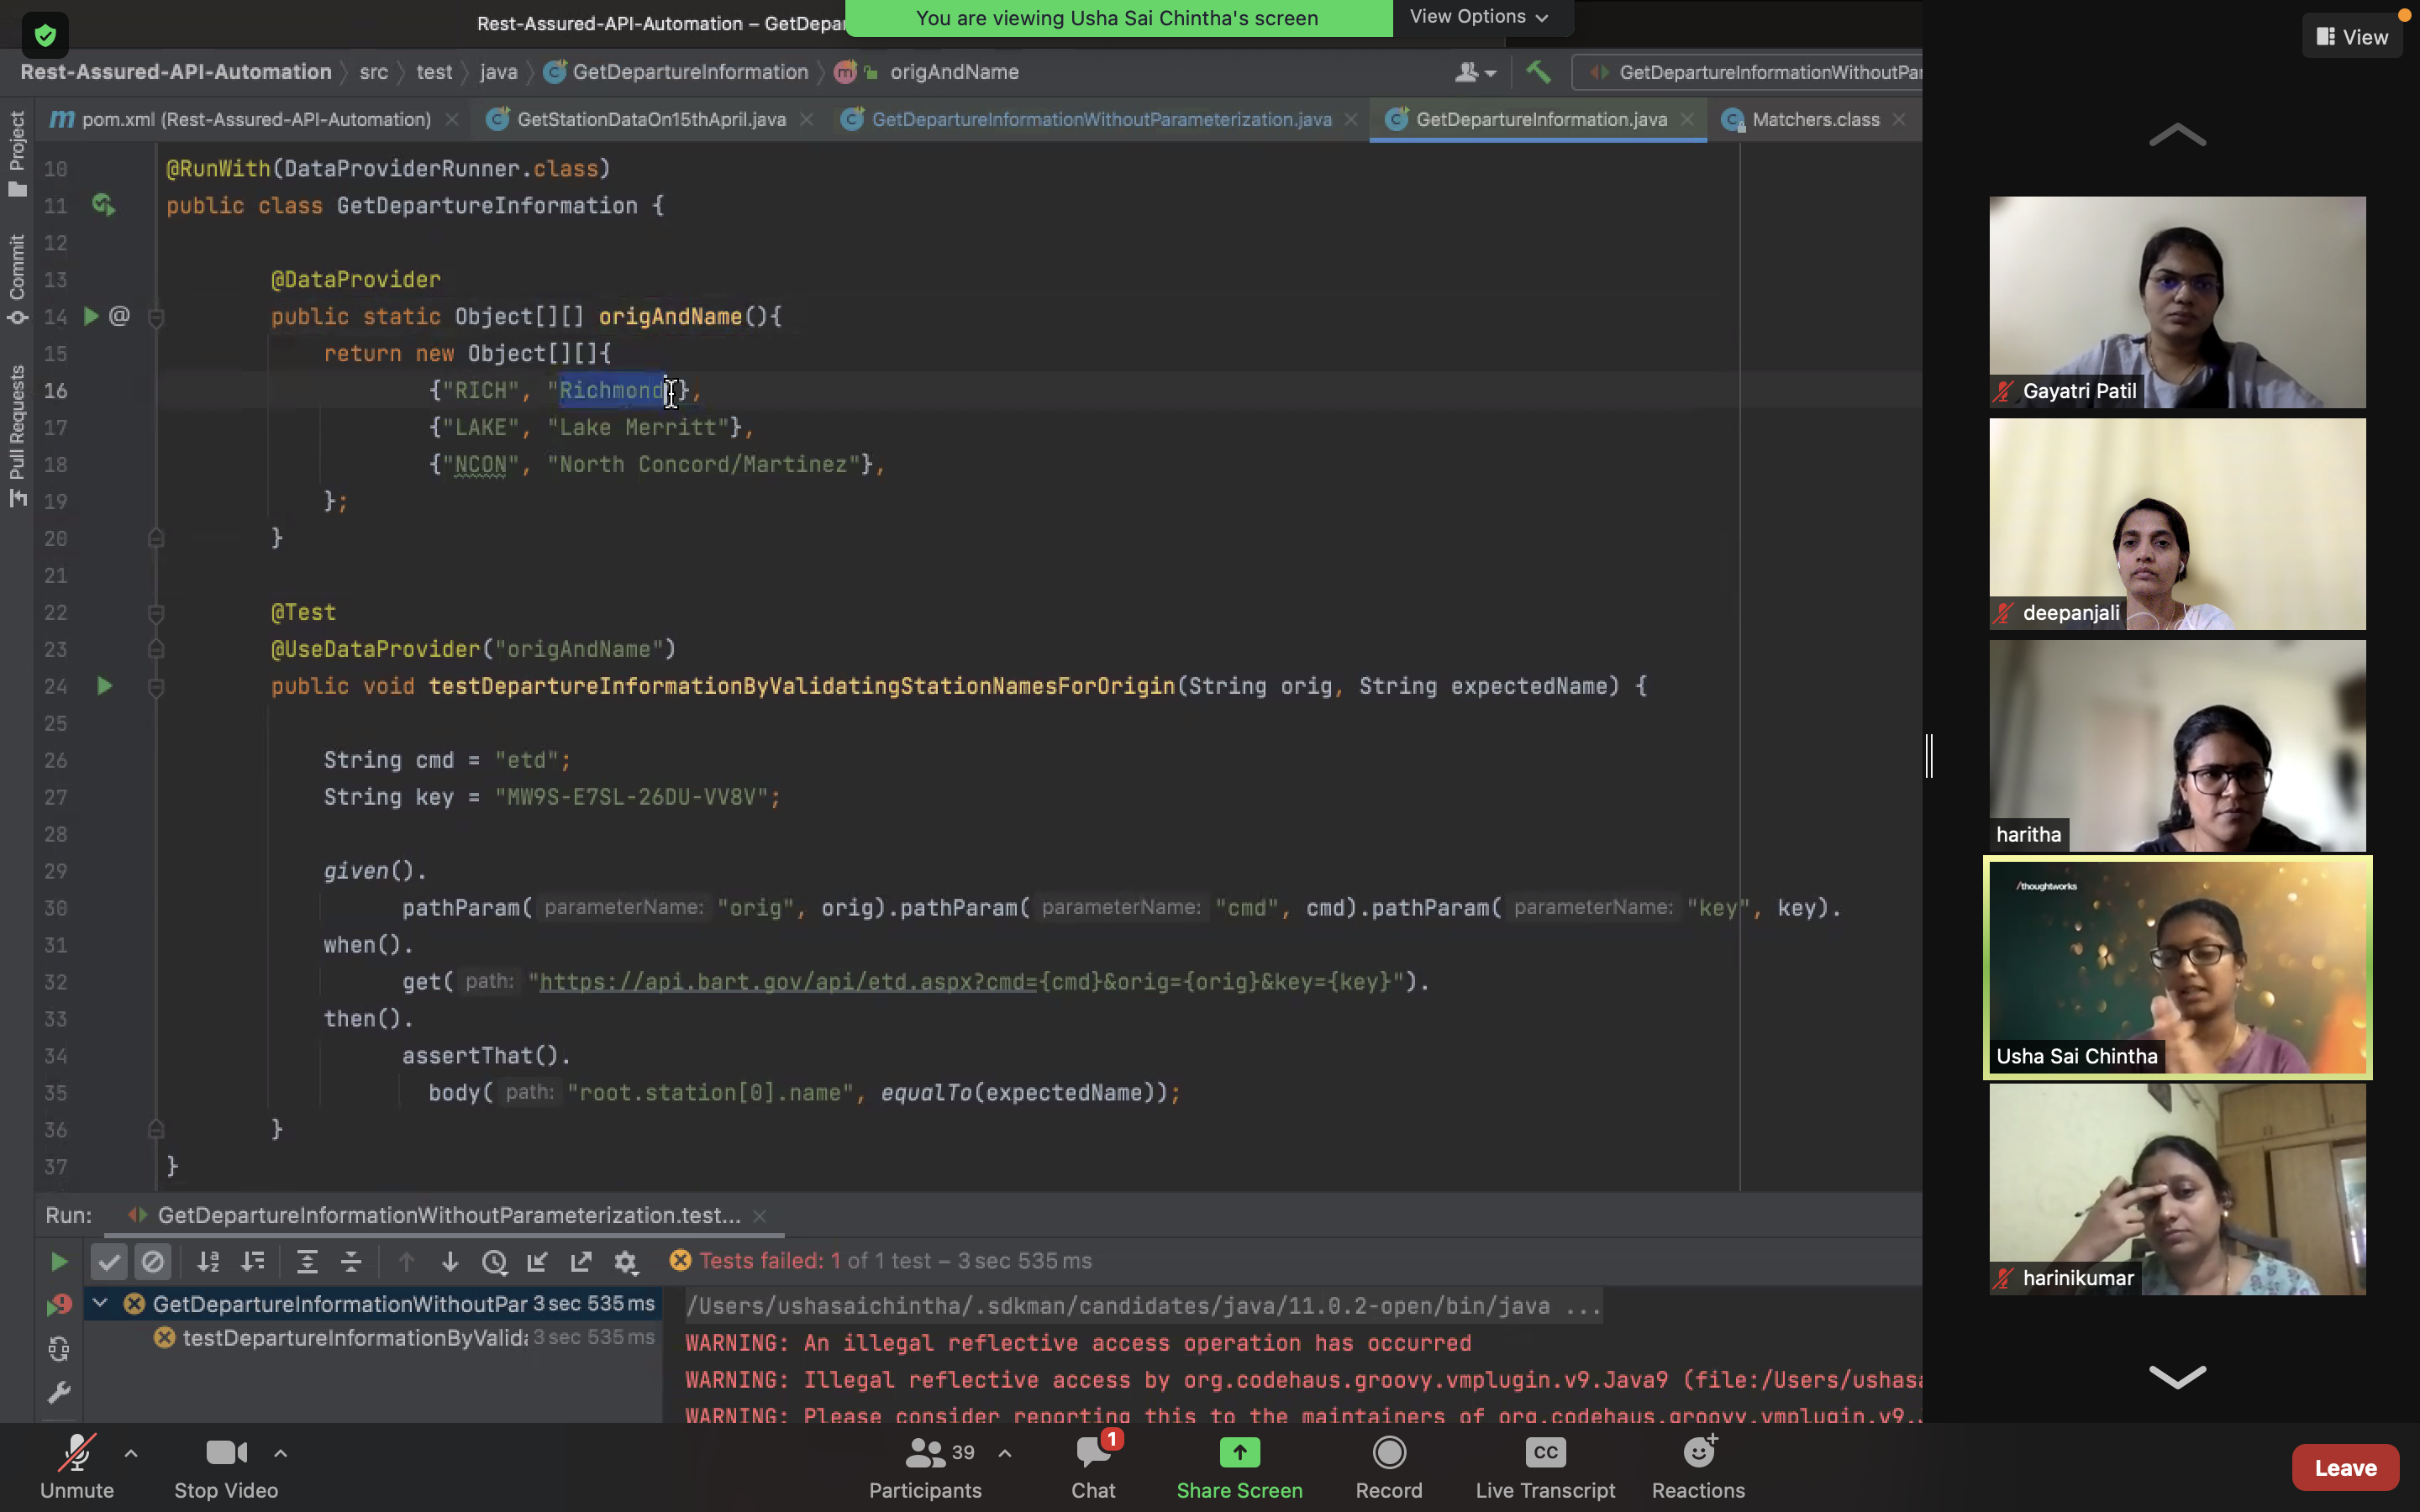 Rest-Assured-API-Automation – GetDepar
You are viewing Usha Sai Chintha's screen
View Options
View
Rest-Assured-API-Automation src test java GetDepartureInformation m origAndName
GetDepartureInformationWithoutPar
m pom.xml (Rest-Assured-API-Automation) GetStationDataOn15thApril.java GetDepartureInformationWithoutParameterization.java GetDepartureInformation.java Matchers.class
Project
Commit
Pull Requests
10 @RunWith(DataProviderRunner.class)
11 public class GetDepartureInformation {
12
13 @DataProvider
14 @ public static Object[][] origAndName(){
15 return new Object[][]{
16 {"RICH", "Richmond"},
17 {"LAKE", "Lake Merritt"},
18 {"NCON", "North Concord/Martinez"},
19 };
20 }
21
22 @Test
23 @UseDataProvider("origAndName")
24 public void testDepartureInformationByValidatingStationNamesForOrigin(String orig, String expectedName) {
25
26 String cmd = "etd";
27 String key = "MW9S-E7SL-26DU-VV8V";
28
29 given().
30 pathParam( parameterName: "orig", orig).pathParam( parameterName: "cmd", cmd).pathParam( parameterName: "key", key).
31 when().
32 get( path: "https://api.bart.gov/api/etd.aspx?cmd={cmd}&orig={orig}&key={key}").
33 then().
34 assertThat().
35 body( path: "root.station[0].name", equalTo(expectedName));
36 }
37 }
Run: GetDepartureInformationWithoutParameterization.test...
Tests failed: 1 of 1 test – 3 sec 535 ms
GetDepartureInformationWithoutPar 3 sec 535 ms
testDepartureInformationByValida 3 sec 535 ms
/Users/ushasaichintha/.sdkman/candidates/java/11.0.2-open/bin/java ...
WARNING: An illegal reflective access operation has occurred
WARNING: Illegal reflective access by org.codehaus.groovy.vmplugin.v9.Java9 (file:/Users/ushasa
WARNING: Please consider reporting this to the maintainers of org.codehaus.groovy.vmplugin.v9.
Gayatri Patil
deepanjali
haritha
/thoughtworks
Usha Sai Chintha
harinikumar
Unmute
Stop Video
39
Participants
1
Chat
Share Screen
Record
CC
Live Transcript
Reactions
Leave